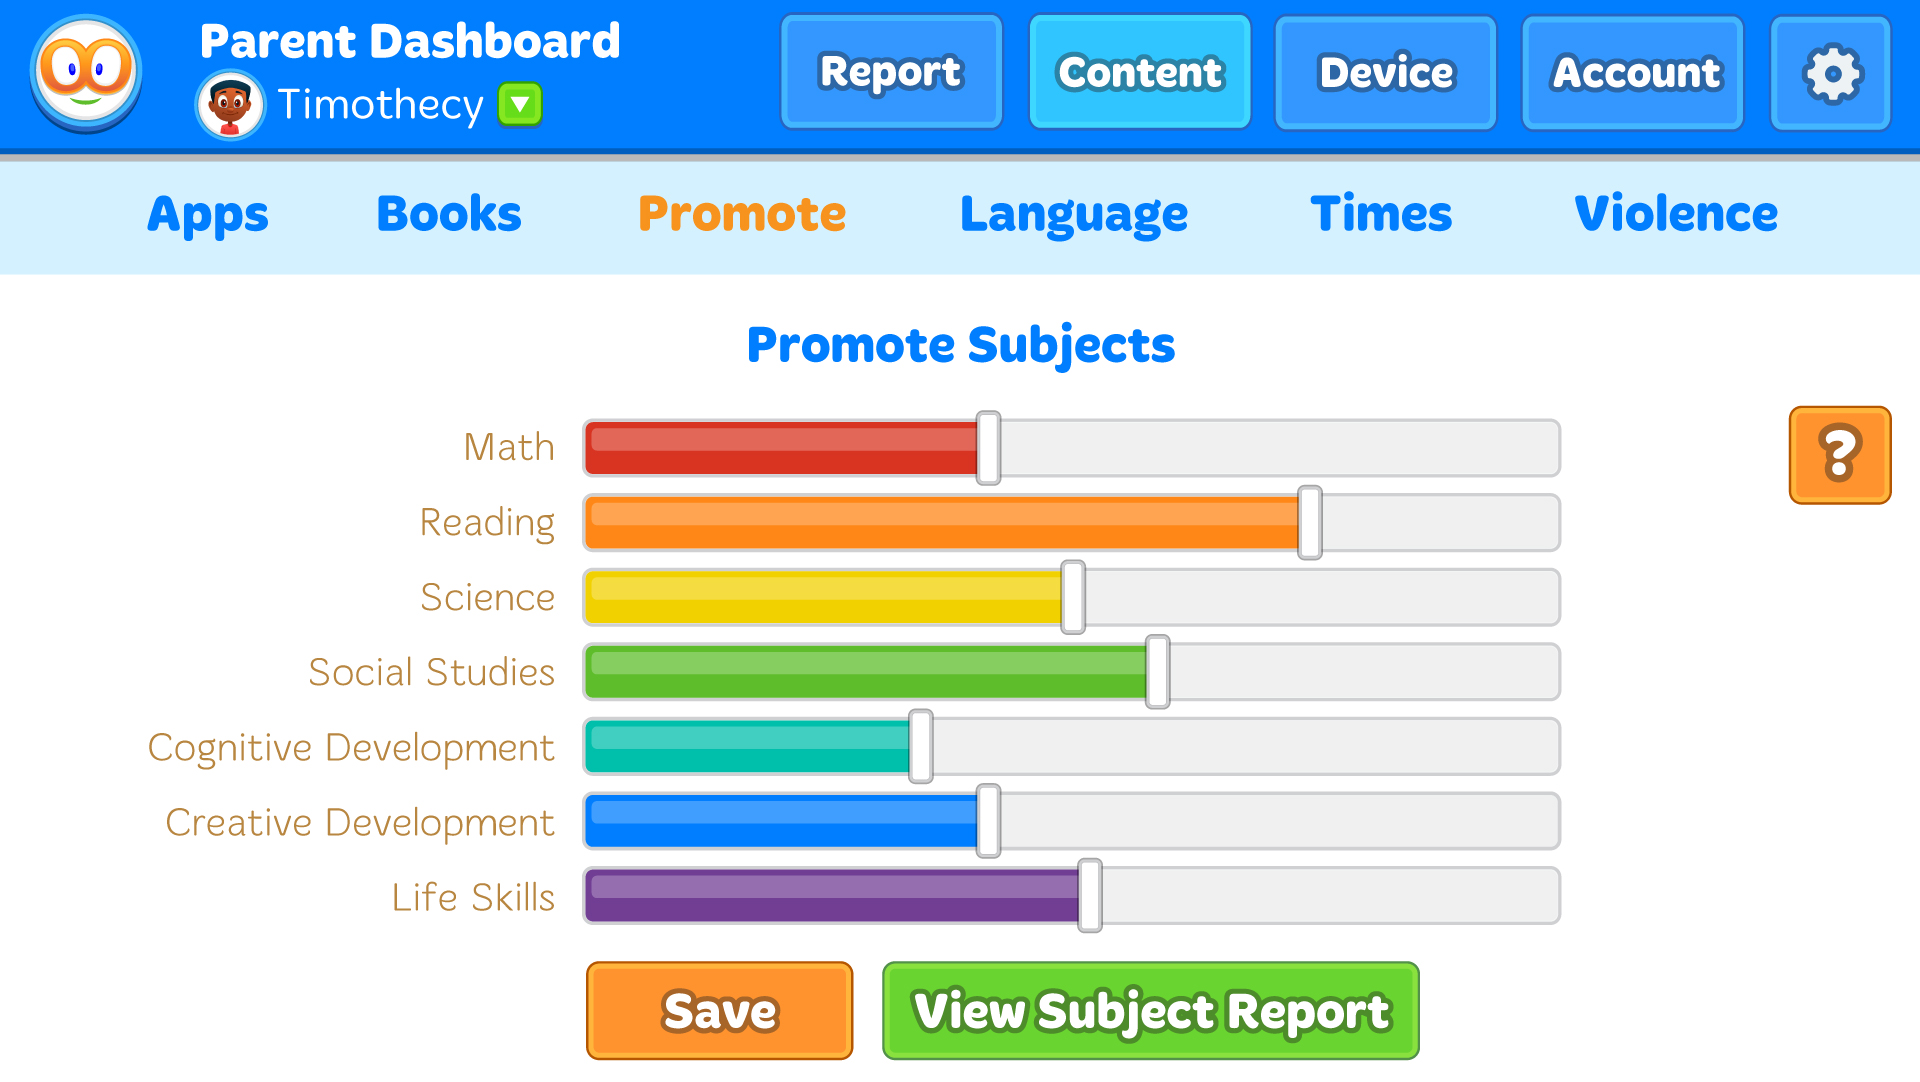 Parent Dashboard
Timothecy
Report
Content
Device
Account
Apps
Books
Promote
Language
Times
Violence
Promote Subjects
Math
?
Reading
Science
Social Studies
Cognitive Development
Creative Development
Life Skills
Save
View Subject Report